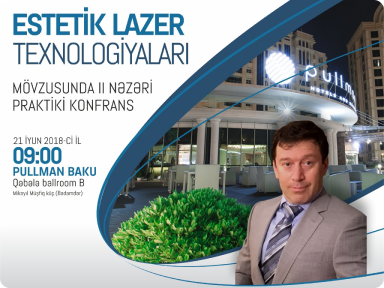 ESTETİK LAZER
TEXNOLOGİYALARI
MÖVZUSUNDA II NƏZƏRİ
PRAKTİKİ KONFRANS
21 İYUN 2018-Cİ İL
09:00
PULLMAN BAKU
Qəbələ ballroom B
Mikayıl Müşfiq küç (Badamdar)
pullm